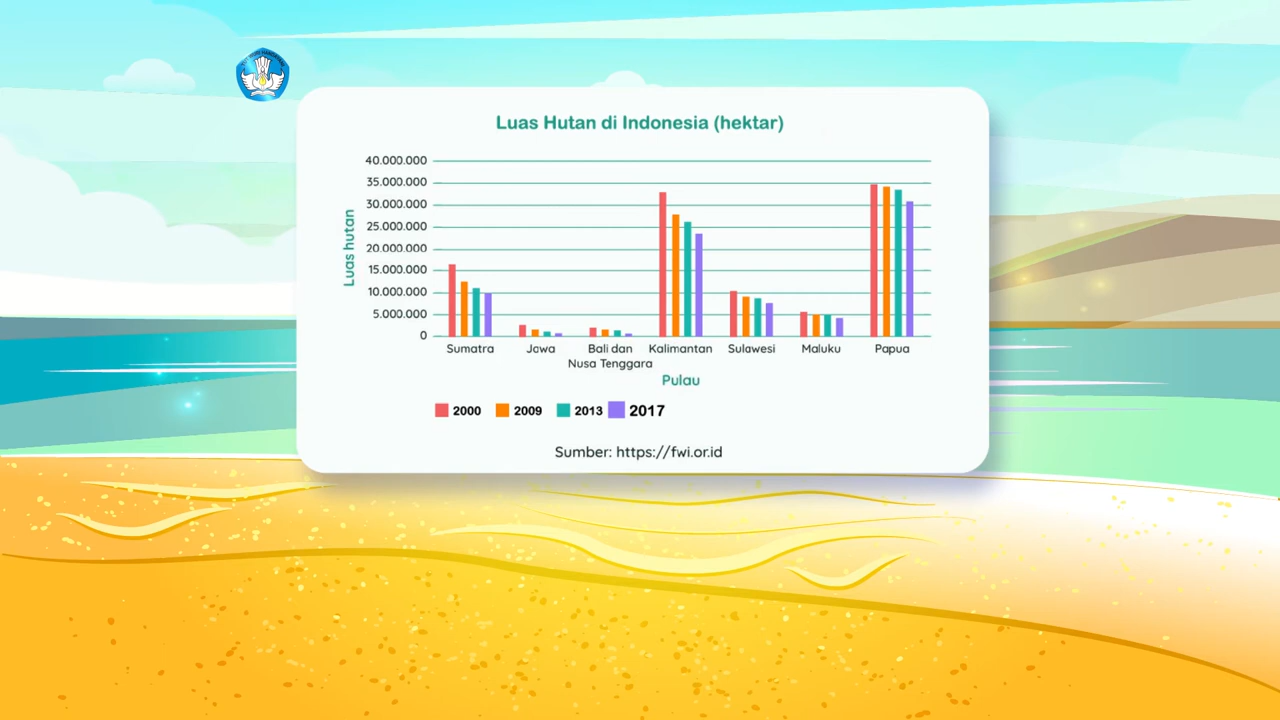 Luas Hutan di Indonesia (hektar)
40.000.000
35.000.000
30.000.000
25.000.000
20.000.000
15.000.000
10.000.000
5.000.000
0
Luas hutan
Sumatra Jawa Bali dan Kalimantan Sulawesi Maluku Papua
Nusa Tenggara
Pulau
2000 2009 2013 2017
Sumber: https://fwi.or.id